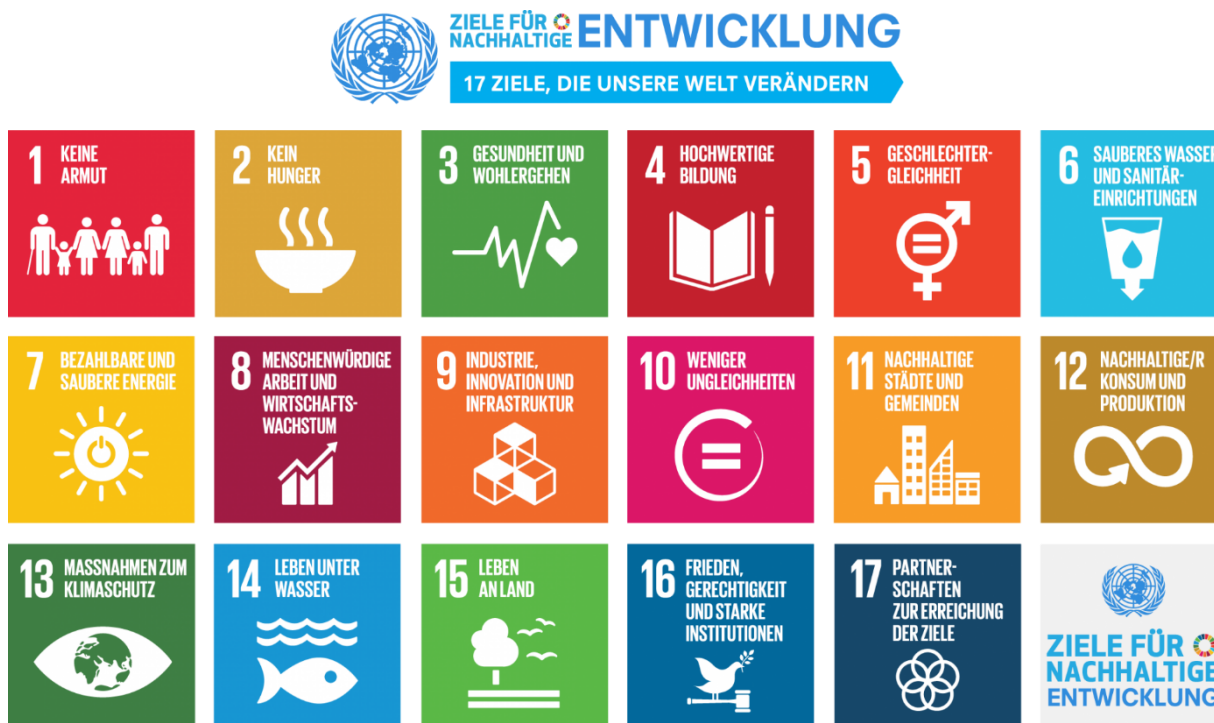 ZIELE FÜR
NACHHALTIGE ENTWICKLUNG
17 ZIELE, DIE UNSERE WELT VERÄNDERN
1 KEINE
ARMUT
2 KEIN
HUNGER
3 GESUNDHEIT UND
WOHLERGEHEN
4 HOCHWERTIGE
BILDUNG
5 GESCHLECHTER-
GLEICHHEIT
6 SAUBERES WASSER
UND SANITÄR-
EINRICHTUNGEN
7 BEZAHLBARE UND
SAUBERE ENERGIE
8 MENSCHENWÜRDIGE
ARBEIT UND
WIRTSCHAFTS-
WACHSTUM
9 INDUSTRIE,
INNOVATION UND
INFRASTRUKTUR
10 WENIGER
UNGLEICHHEITEN
11 NACHHALTIGE
STÄDTE UND
GEMEINDEN
12 NACHHALTIGE/R
KONSUM UND
PRODUKTION
13 MASSNAHMEN ZUM
KLIMASCHUTZ
14 LEBEN UNTER
WASSER
15 LEBEN
AN LAND
16 FRIEDEN,
GERECHTIGKEIT
UND STARKE
INSTITUTIONEN
17 PARTNER-
SCHAFTEN
ZUR ERREICHUNG
DER ZIELE
ZIELE FÜR
NACHHALTIGE
ENTWICKLUNG